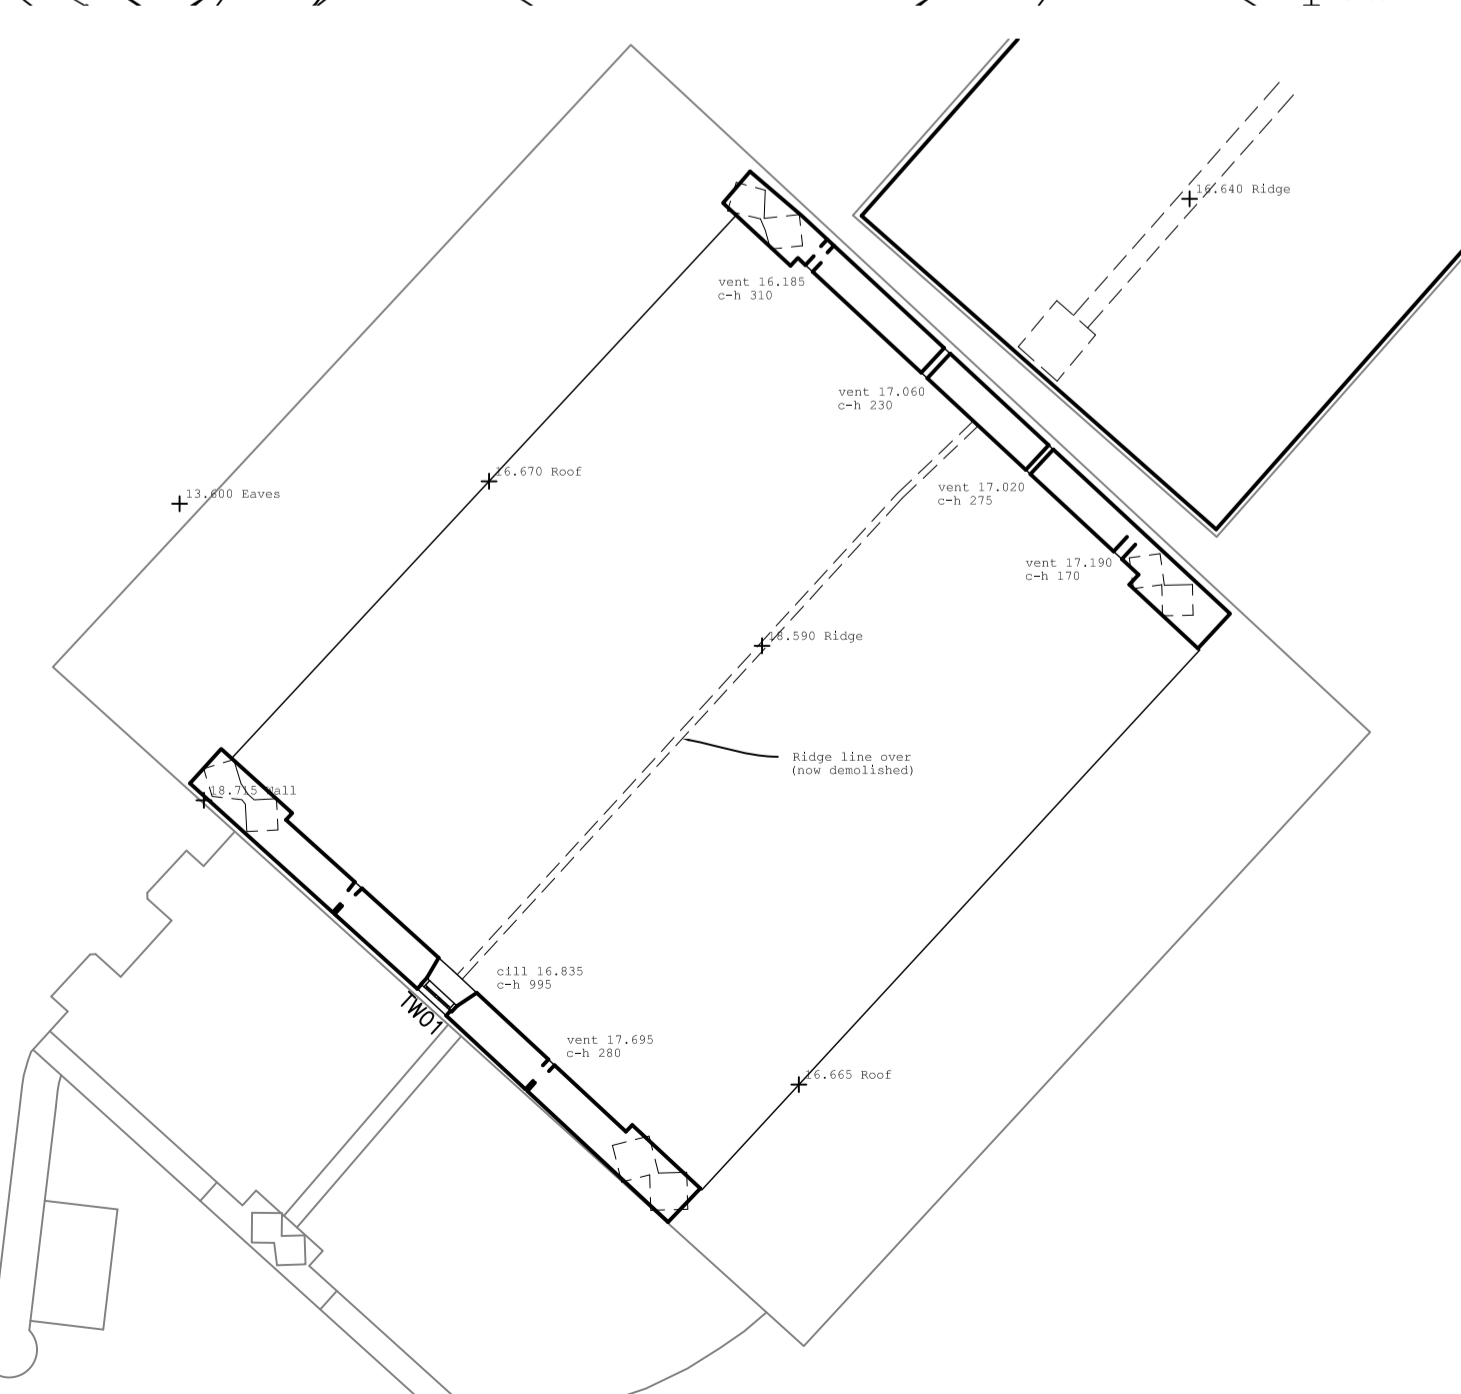 16.640 Ridge
vent 16.185
c-h 310
vent 17.060
c-h 230
16.670 Roof
13.600 Eaves
vent 17.020
c-h 275
vent 17.190
c-h 170
18.590 Ridge
Ridge line over
(now demolished)
18.715 Wall
cill 16.835
c-h 995
TW01
vent 17.695
c-h 280
16.665 Roof